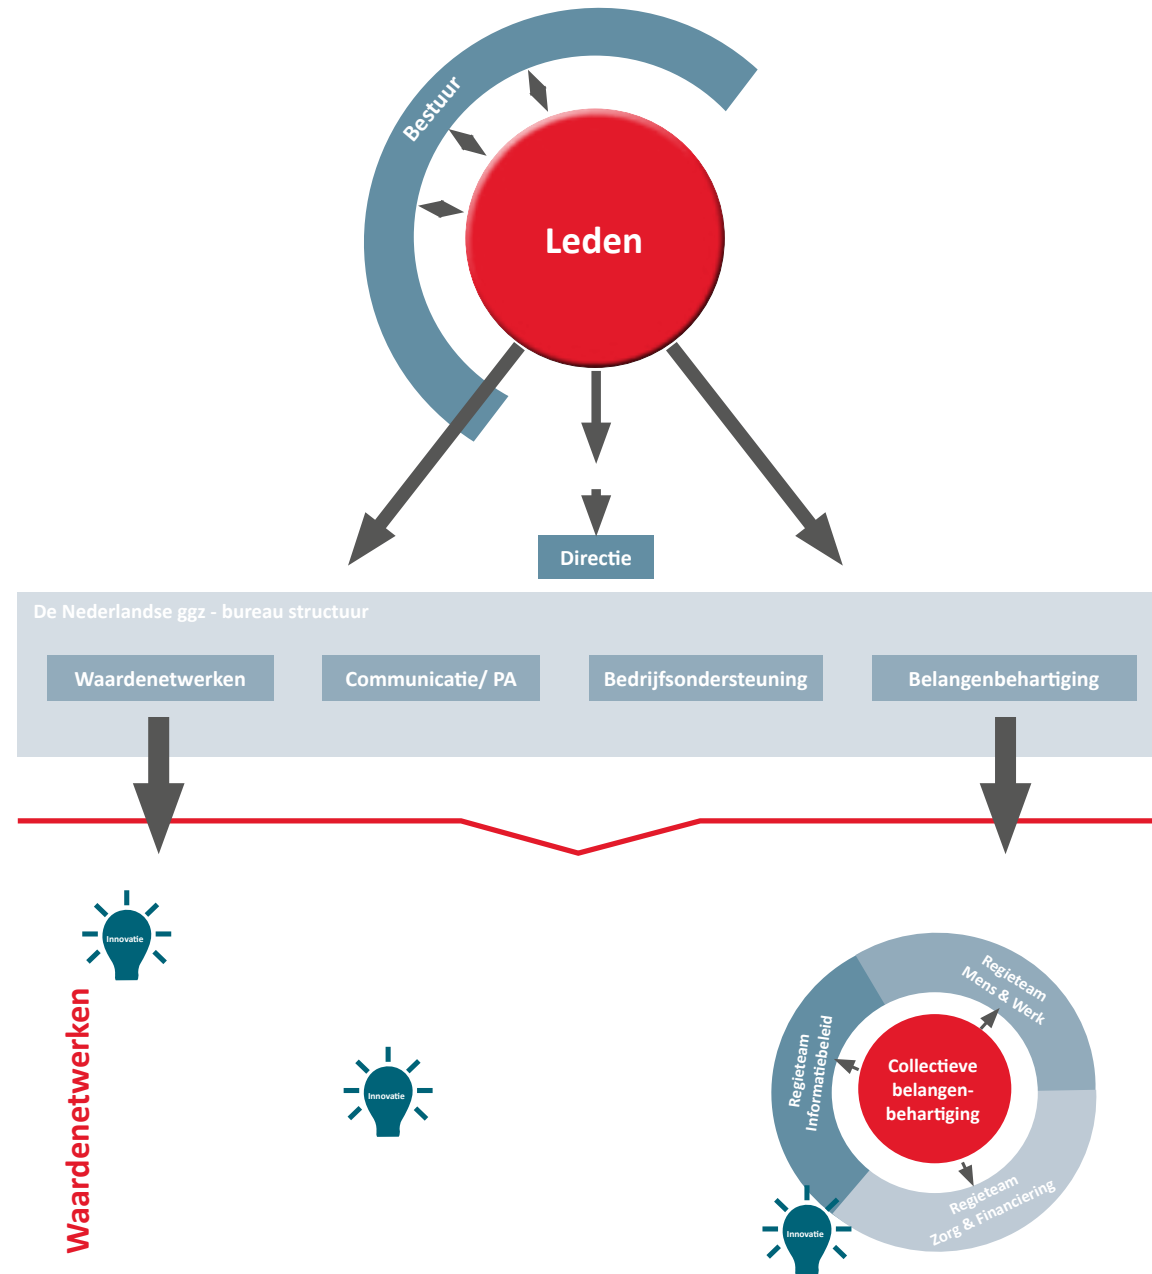 Bestuur
Leden
Directie
De Nederlandse ggz - bureau structuur
Waardenetwerken
Communicatie/ PA
Bedrijfsondersteuning
Belangenbehartiging
Innovatie
Waardenetwerken
Innovatie
Regieteam
Mens & Werk
Regieteam
Informatiebeleid
Collectieve
belangen-
behartiging
Regieteam
Zorg & Financiering
Innovatie